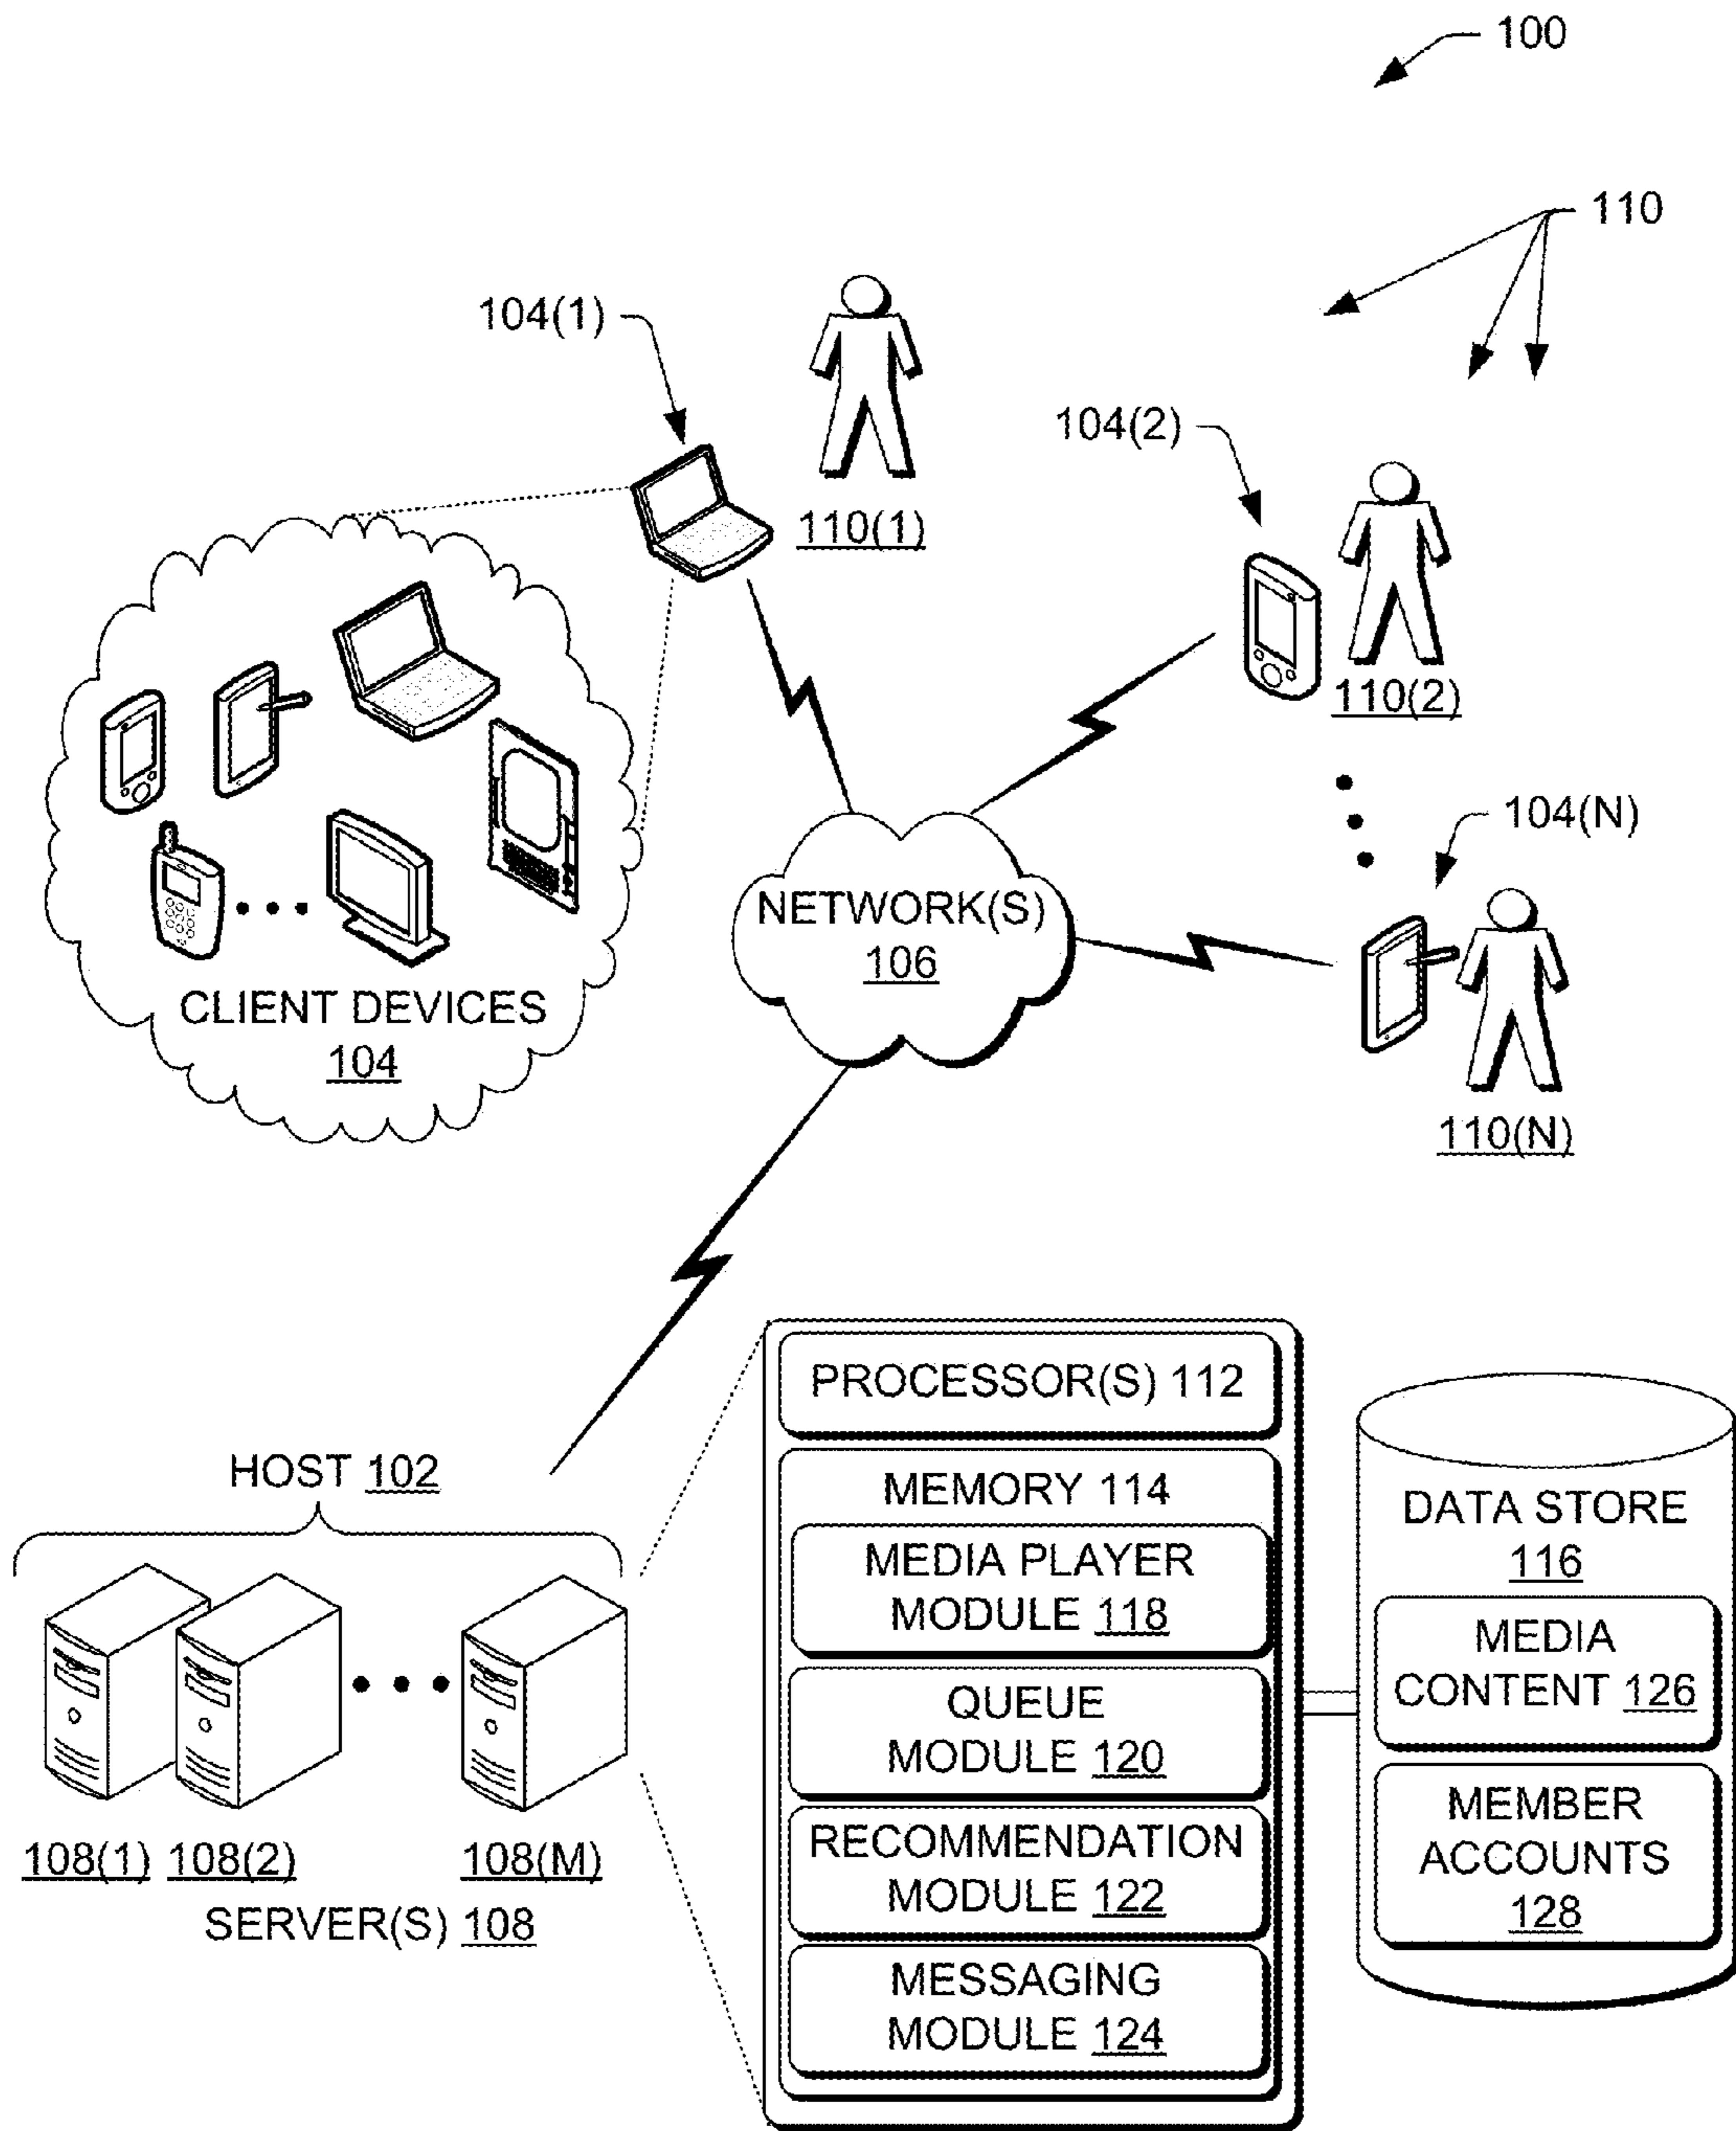 100
110
104(1)
110(1)
104(2)
110(2)
104(N)
110(N)
CLIENT DEVICES
104
NETWORK(S)
106
HOST 102
108(1) 108(2) 108(M)
SERVER(S) 108
PROCESSOR(S) 112
MEMORY 114
MEDIA PLAYER
MODULE 118
QUEUE
MODULE 120
RECOMMENDATION
MODULE 122
MESSAGING
MODULE 124
DATA STORE
116
MEDIA
CONTENT 126
MEMBER
ACCOUNTS
128